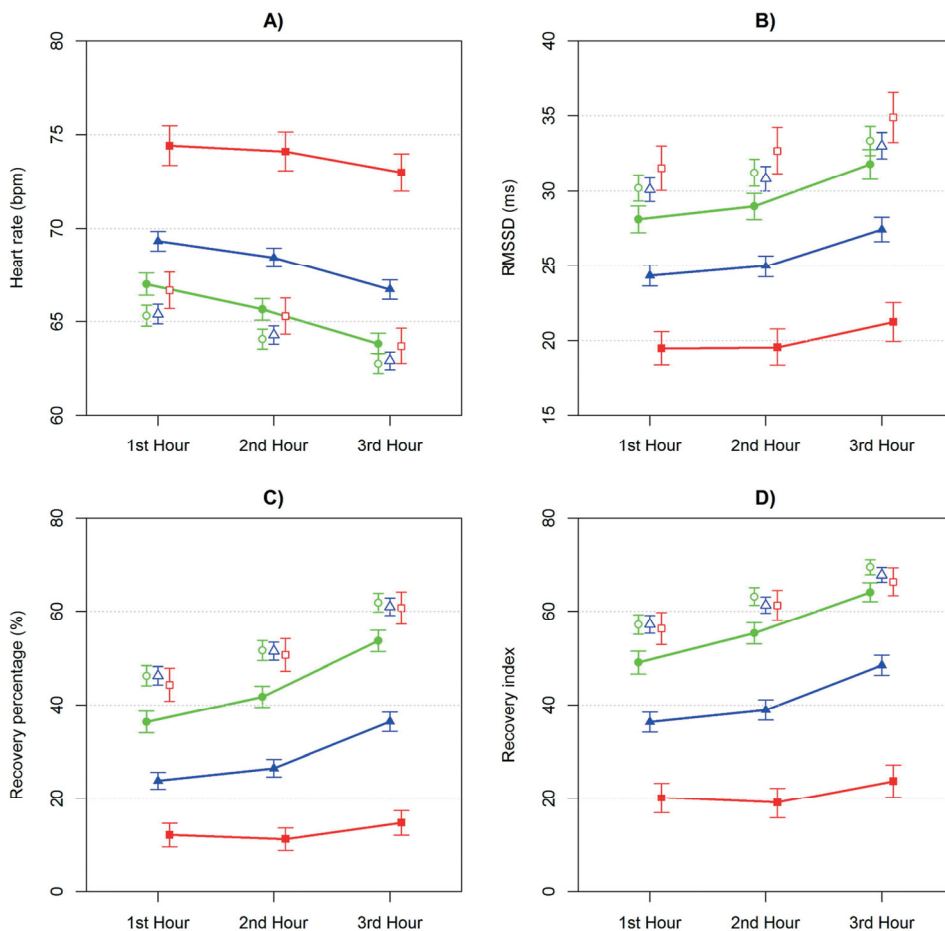 A)
80
75
70
65
60
Heart rate (bpm)
1st Hour 2nd Hour 3rd Hour
B)
40
35
30
25
20
15
RMSSD (ms)
1st Hour 2nd Hour 3rd Hour
C)
80
60
40
20
0
Recovery percentage (%)
1st Hour 2nd Hour 3rd Hour
D)
80
60
40
20
0
Recovery index
1st Hour 2nd Hour 3rd Hour